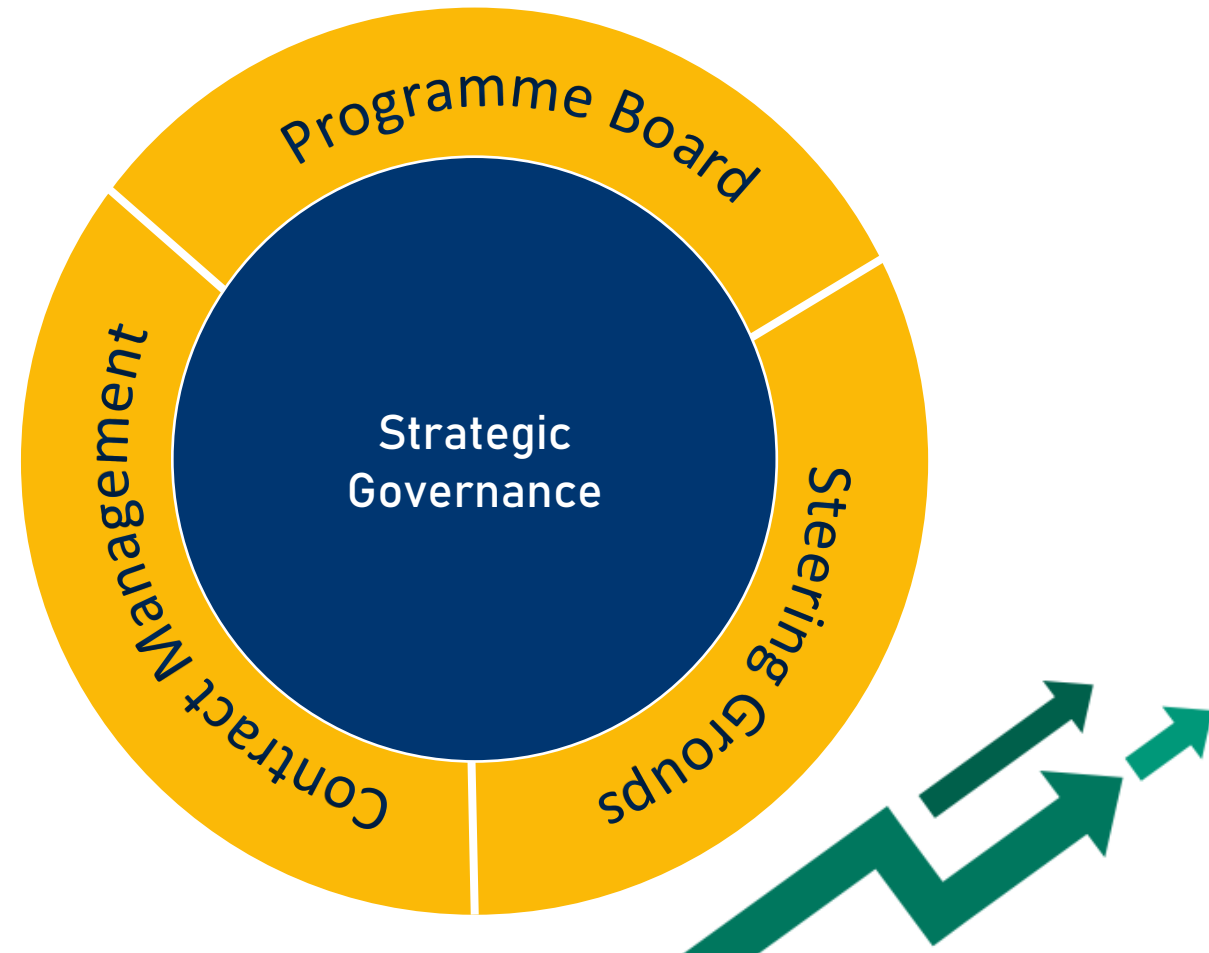 Programme Board
Strategic
Governance
Steering Groups
Contract Management